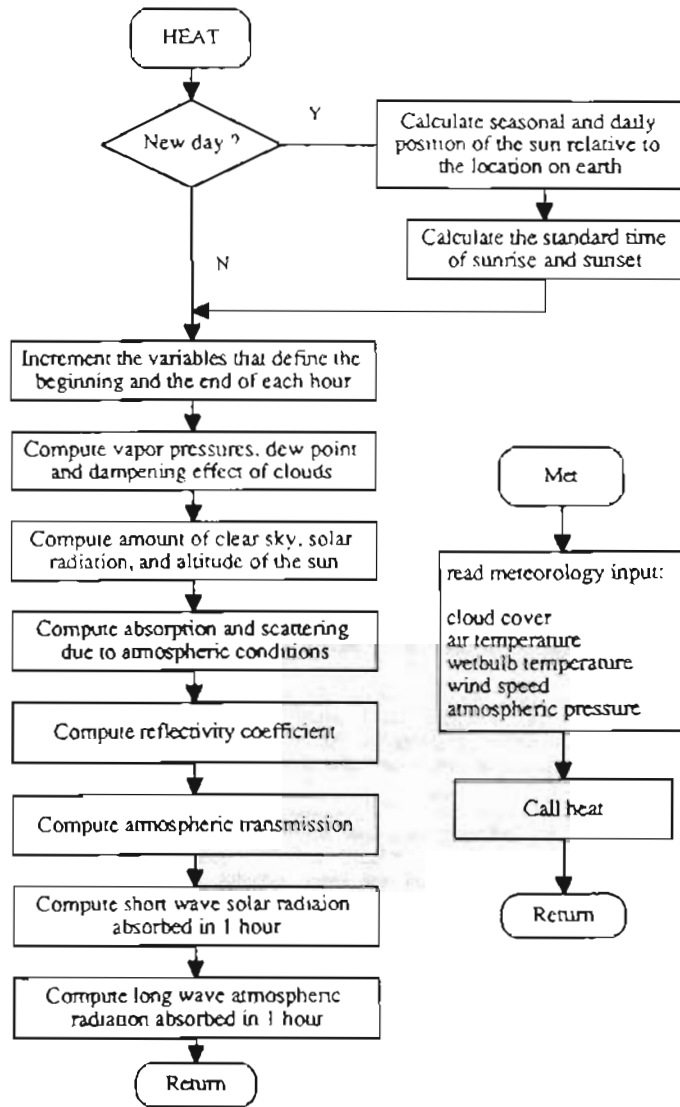 HEAT
New day ?
Y
Calculate seasonal and daily
position of the sun relative to
the location on earth
Calculate the standard time
of sunrise and sunset
N
Increment the variables that define the
beginning and the end of each hour
Compute vapor pressures, dew point
and dampening effect of clouds
Compute amount of clear sky, solar
radiation, and altitude of the sun
Compute absorption and scattering
due to atmospheric conditions
Compute reflectivity coefficient
Compute atmospheric transmission
Compute short wave solar radiaion
absorbed in 1 hour
Compute long wave atmospheric
radiation absorbed in 1 hour
Return
Met
read meteorology input:
cloud cover
air temperature
wetbulb temperature
wind speed
atmospheric pressure
Call heat
Return